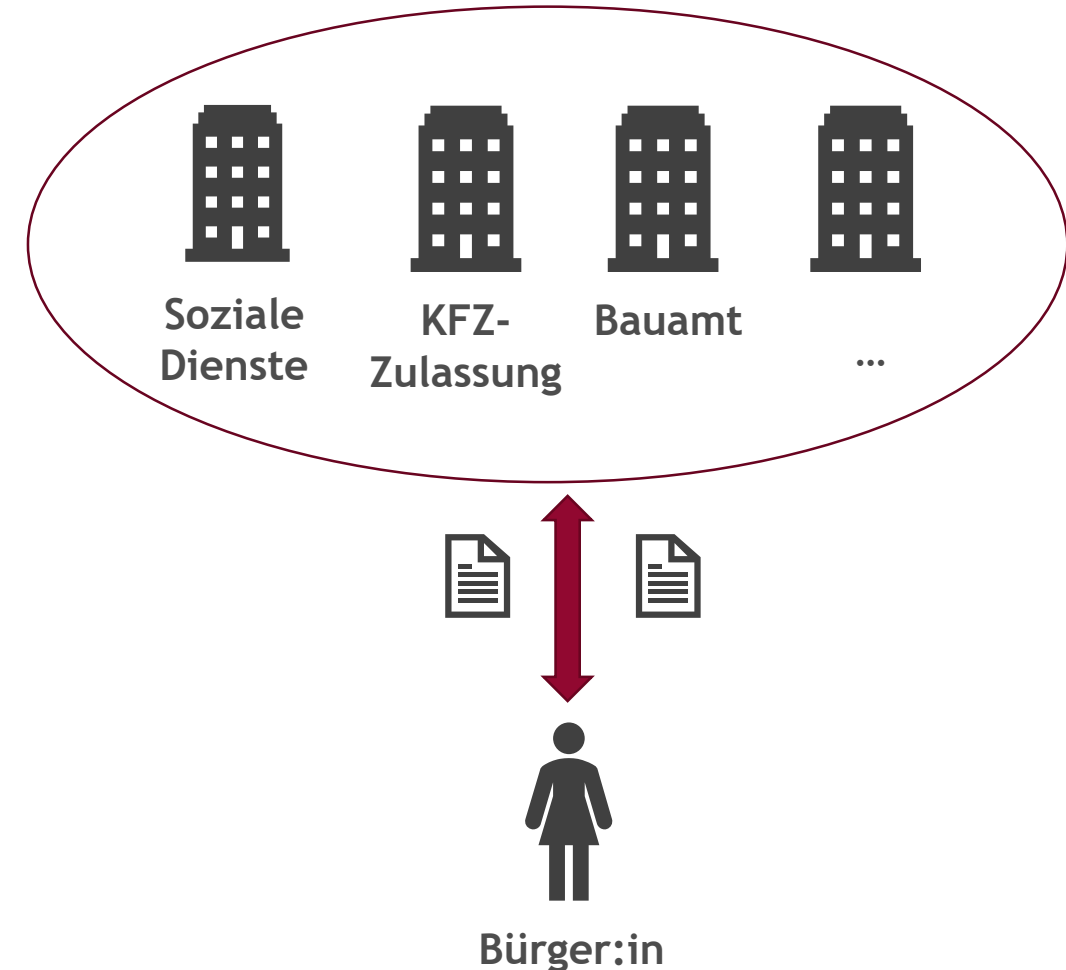 Soziale
Dienste
KFZ-
Zulassung
Bauamt
...
Bürger:in